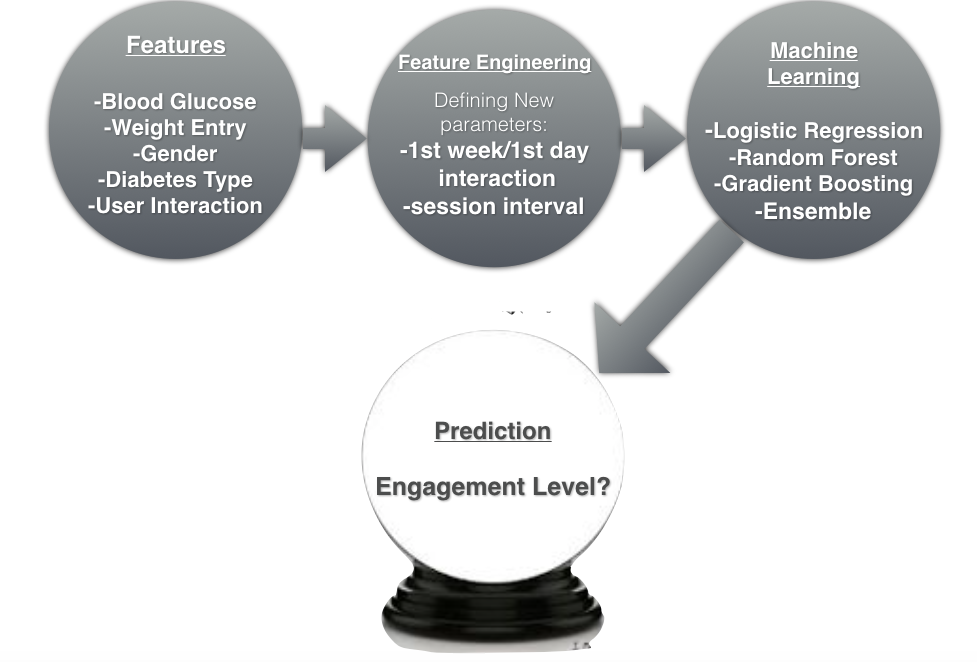 Features
-Blood Glucose
-Weight Entry
-Gender
-Diabetes Type
-User Interaction
Feature Engineering
Defining New
parameters:
-1st week/1st day
interaction
-session interval
Machine
Learning
-Logistic Regression
-Random Forest
-Gradient Boosting
-Ensemble
Prediction
Engagement Level?